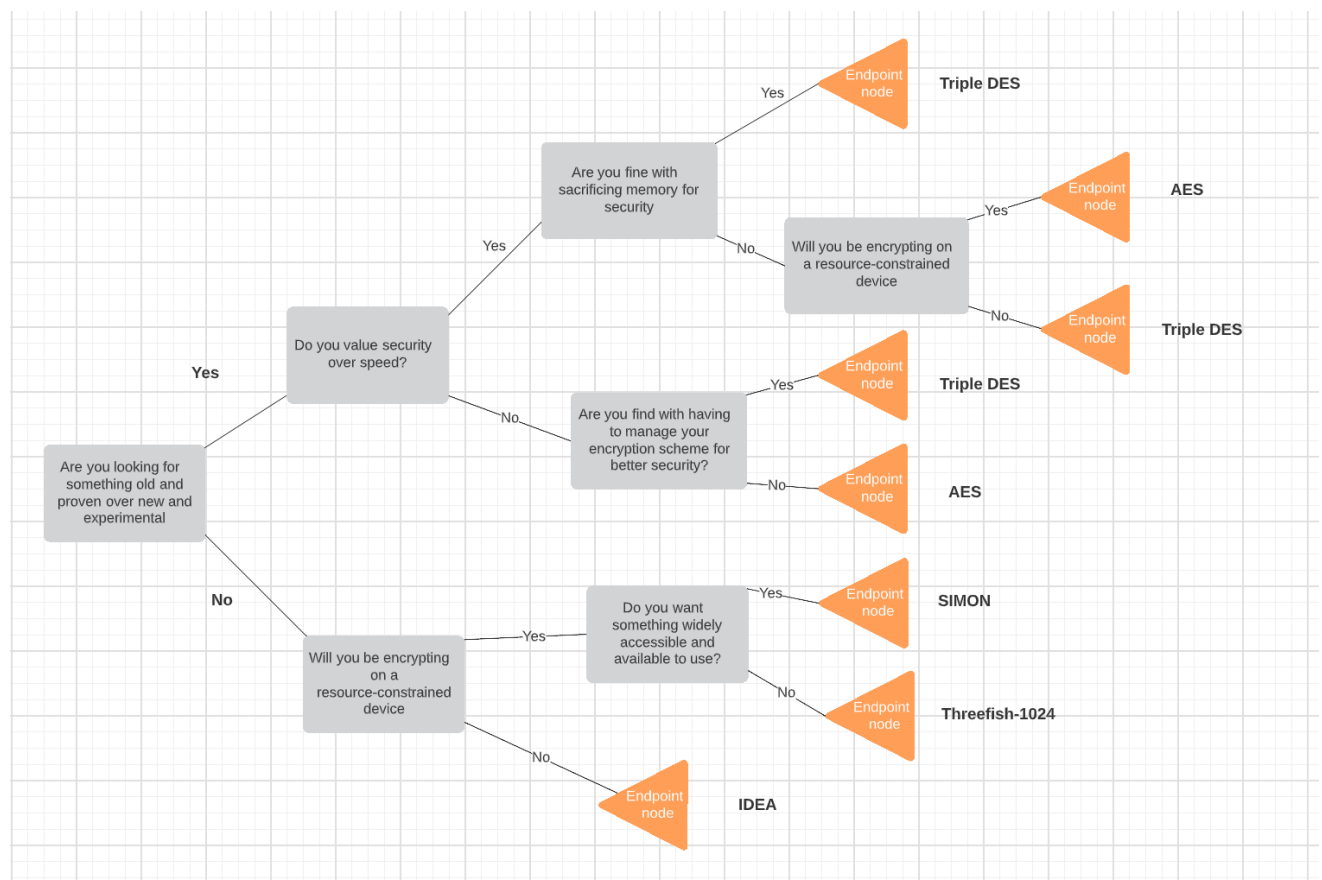 Endpoint
node
Triple DES
Yes
Are you fine with
sacrificing memory for
security
Endpoint
node
AES
Yes
Yes
No
Will you be encrypting on
a resource-constrained
device
No
Endpoint
node
Triple DES
Do you value security
over speed?
Yes
Endpoint
node
Triple DES
Yes
No
Are you find with having
to manage your
encryption scheme for
better security?
No
Endpoint
node
AES
Are you looking for
something old and
proven over new and
experimental
No
Endpoint
node
SIMON
Yes
Do you want
something widely
accessible and
available to use?
Yes
Will you be encrypting
on a
resource-constrained
device
No
Endpoint
node
Threefish-1024
No
Endpoint
node
IDEA